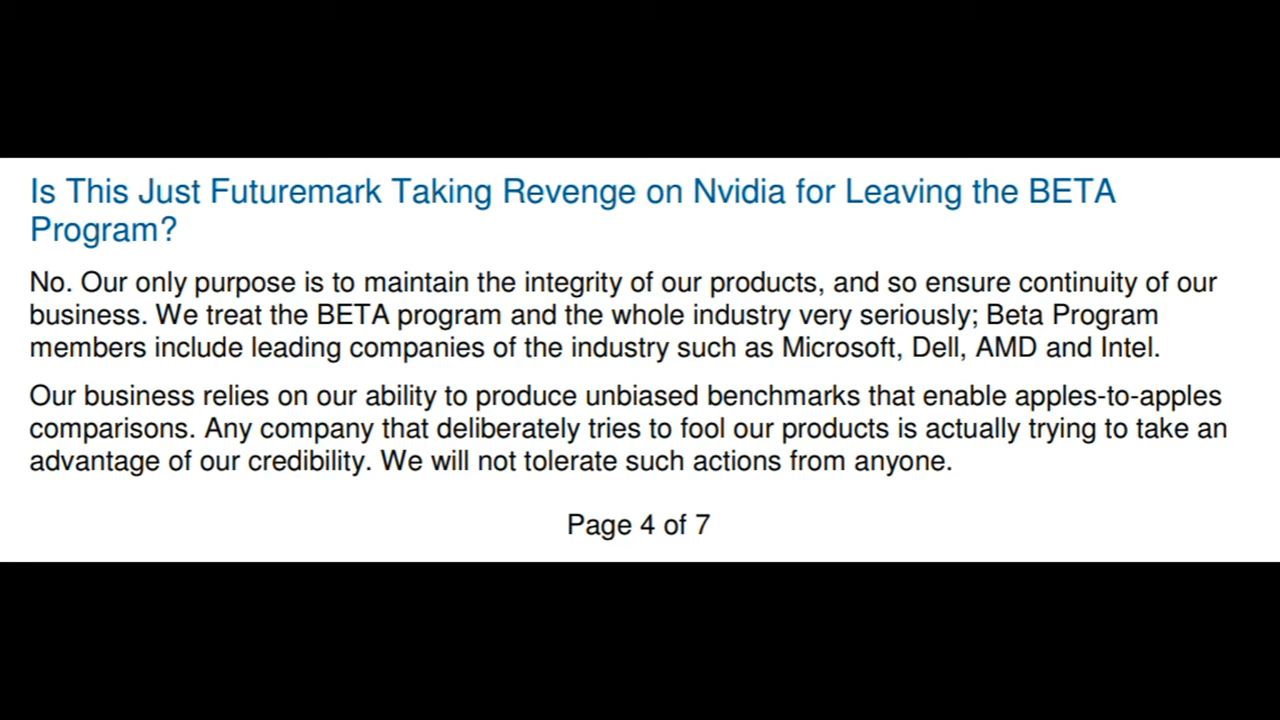 Is This Just Futuremark Taking Revenge on Nvidia for Leaving the BETA
Program?
No. Our only purpose is to maintain the integrity of our products, and so ensure continuity of our
business. We treat the BETA program and the whole industry very seriously; Beta Program
members include leading companies of the industry such as Microsoft, Dell, AMD and Intel.
Our business relies on our ability to produce unbiased benchmarks that enable apples-to-apples
comparisons. Any company that deliberately tries to fool our products is actually trying to take an
advantage of our credibility. We will not tolerate such actions from anyone.
Page 4 of 7